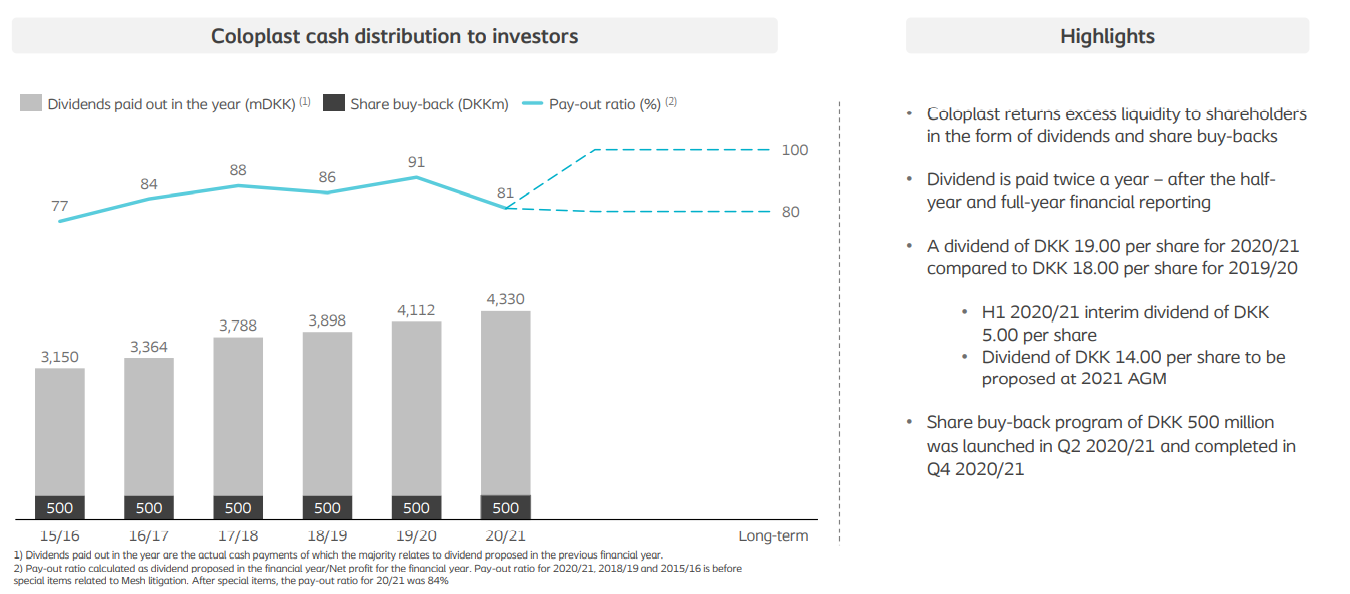 Coloplast cash distribution to investors
Dividends paid out in the year (mDKK) (1)
Share buy-back (DKKm)
Pay-out ratio (%) (2)
77
84
88
86
91
81
100
80
3,150
3,364
3,788
3,898
4,112
4,330
500
500
500
500
500
500
15/16
16/17
17/18
18/19
19/20
20/21
Long-term
1) Dividends paid out in the year are the actual cash payments of which the majority relates to dividend proposed in the previous financial year.
2) Pay-out ratio calculated as dividend proposed in the financial year/Net profit for the financial year. Pay-out ratio for 2020/21, 2018/19 and 2015/16 is before
special items related to Mesh litigation. After special items, the pay-out ratio for 20/21 was 84%
Highlights
• Coloplast returns excess liquidity to shareholders
in the form of dividends and share buy-backs
• Dividend is paid twice a year – after the half-
year and full-year financial reporting
• A dividend of DKK 19.00 per share for 2020/21
compared to DKK 18.00 per share for 2019/20
• H1 2020/21 interim dividend of DKK
5.00 per share
• Dividend of DKK 14.00 per share to be
proposed at 2021 AGM
• Share buy-back program of DKK 500 million
was launched in Q2 2020/21 and completed in
Q4 2020/21